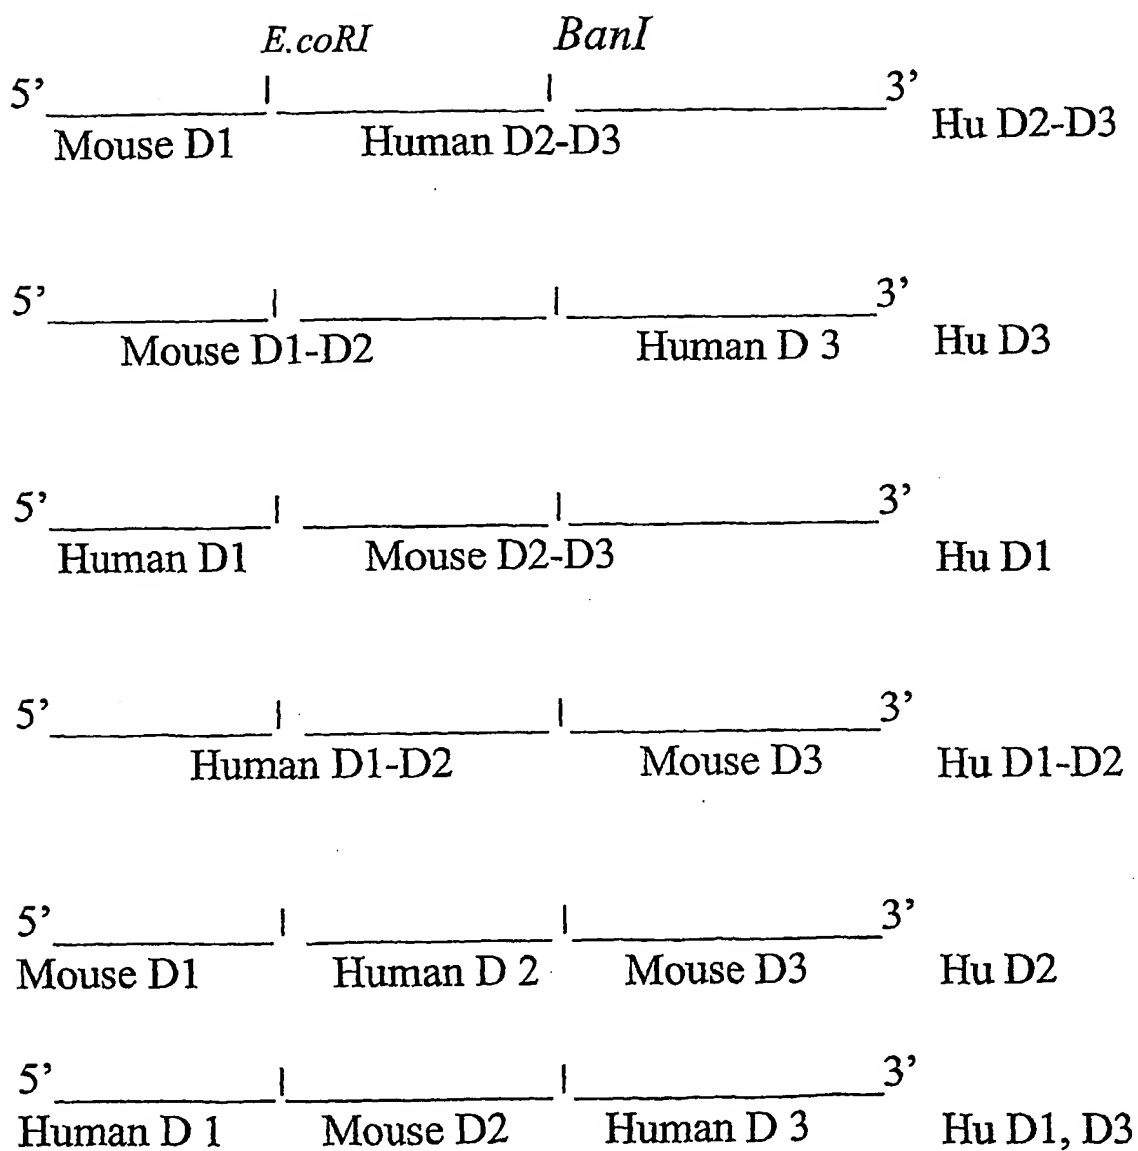 E.coRI BanI
5’ 3’
Mouse D1 Human D2-D3 Hu D2-D3
5’ 3’
Mouse D1-D2 Human D 3 Hu D3
5’ 3’
Human D1 Mouse D2-D3 Hu D1
5’ 3’
Human D1-D2 Mouse D3 Hu D1-D2
5’ 3’
Mouse D1 Human D 2 Mouse D3 Hu D2
5’ 3’
Human D 1 Mouse D2 Human D 3 Hu D1, D3